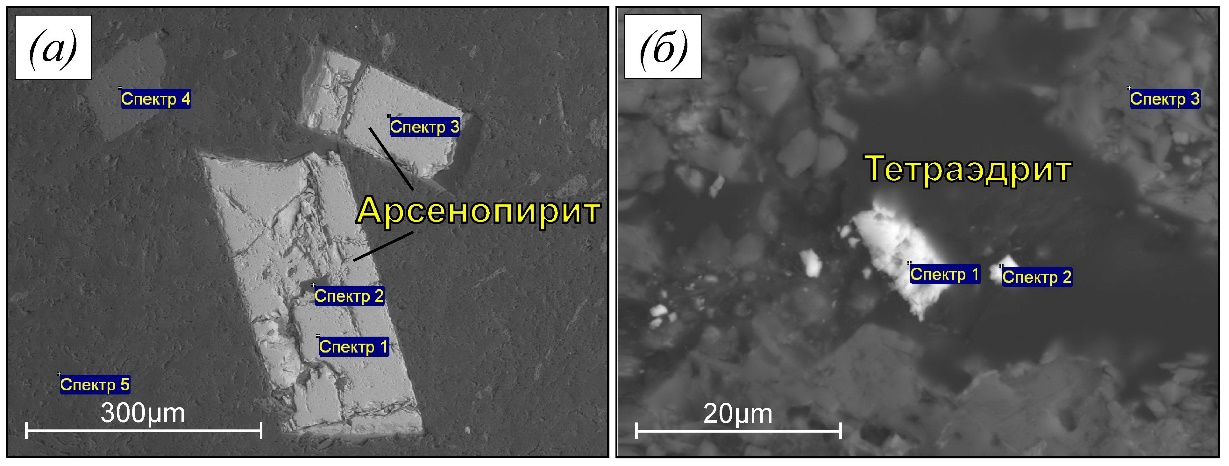 (а)
Спектр 4
Спектр 3
Арсенопирит
Спектр 2
Спектр 1
Спектр 5
300µm
(б)
Спектр 3
Тетраэдрит
Спектр 1
Спектр 2
20µm